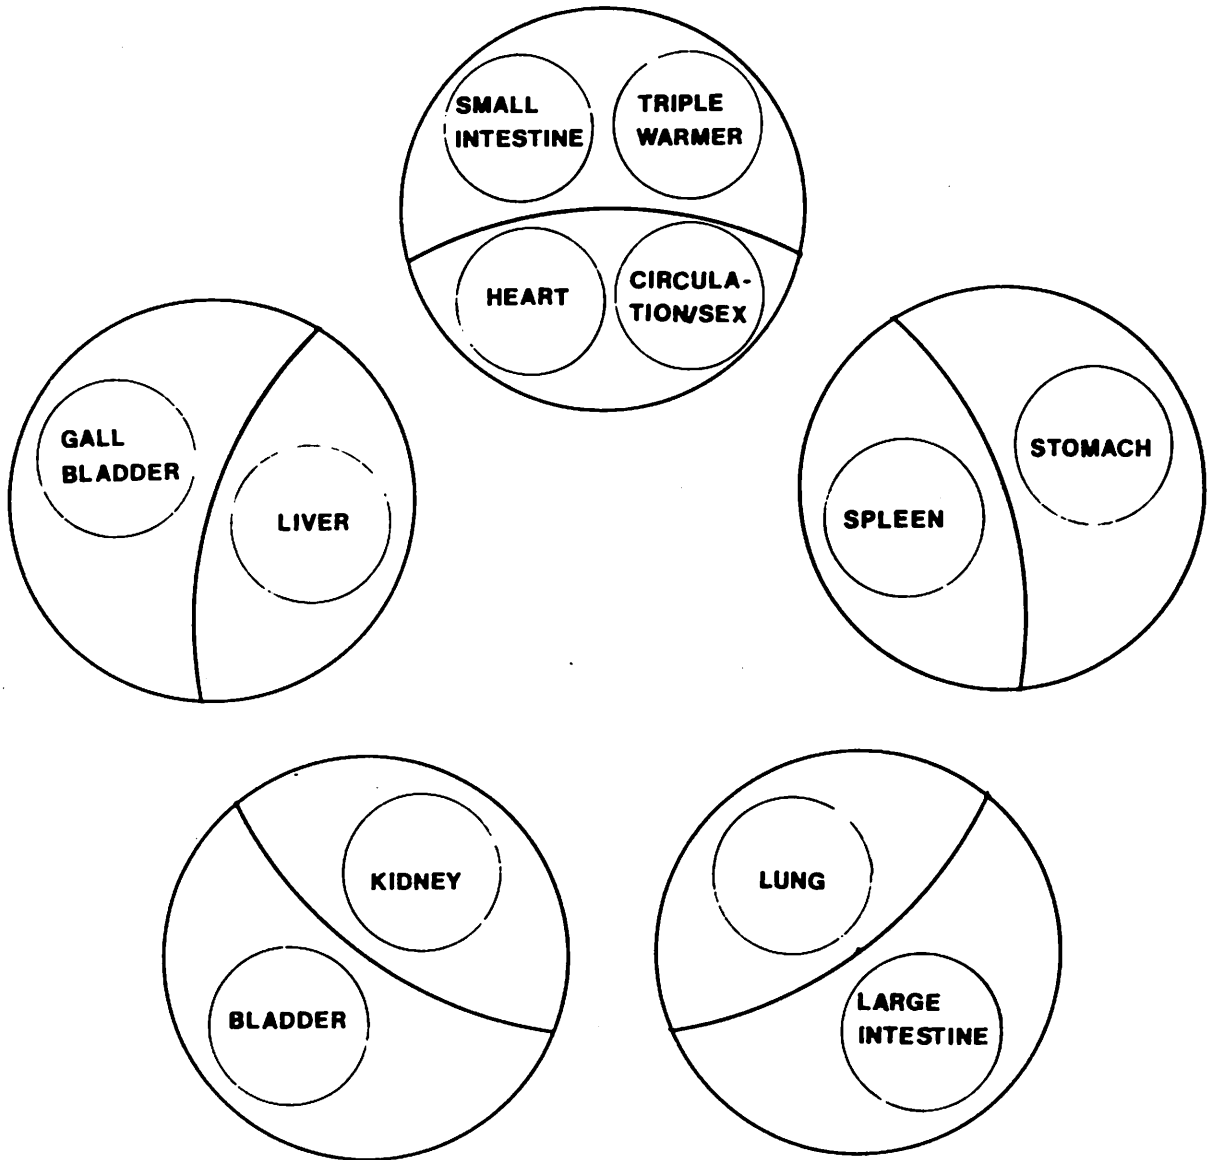 SMALL
INTESTINE
TRIPLE
WARMER
HEART
CIRCULA-
TION/SEX
GALL
BLADDER
LIVER
SPLEEN
STOMACH
KIDNEY
BLADDER
LUNG
LARGE
INTESTINE